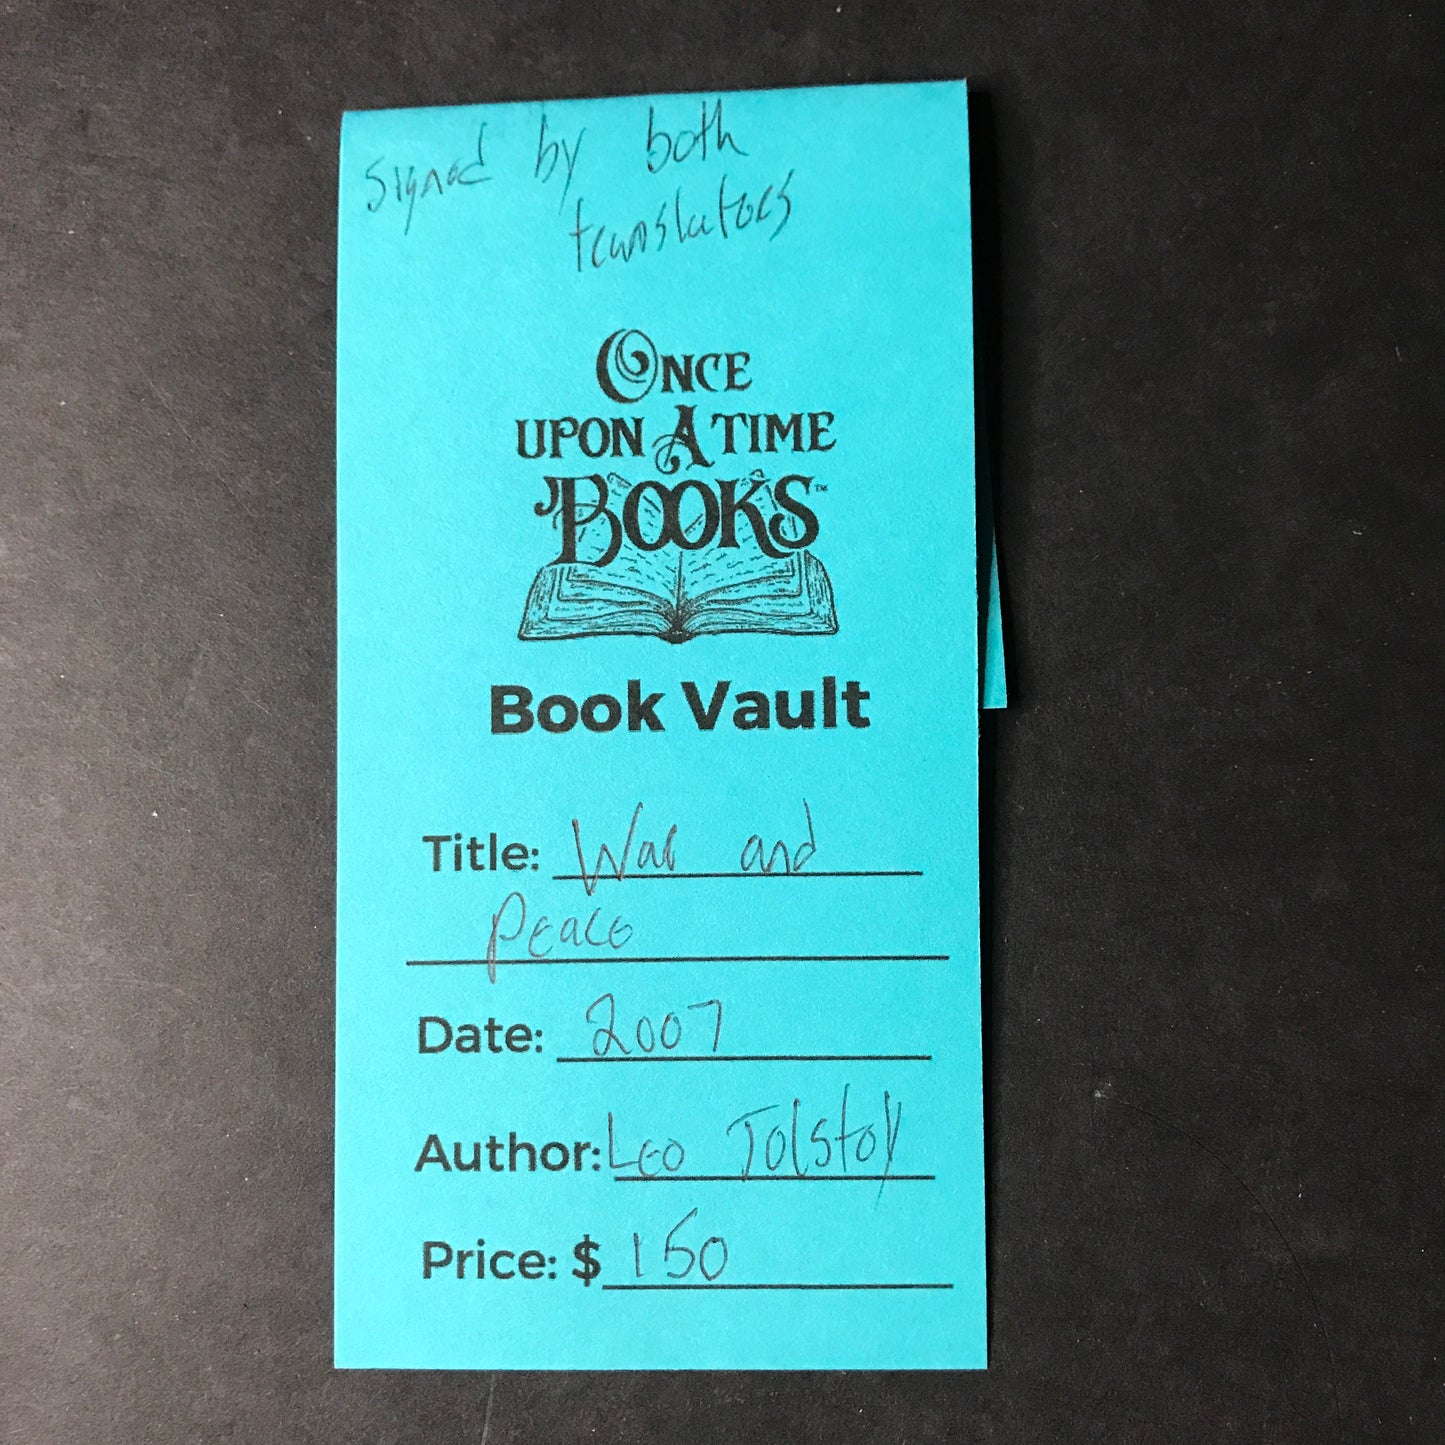 signed by both
translators
ONCE
UPON A TIME
BOOKS™
Book Vault
Title: War and
Peace
Date: 2007
Author: Leo Tolstoy
Price: $ 150